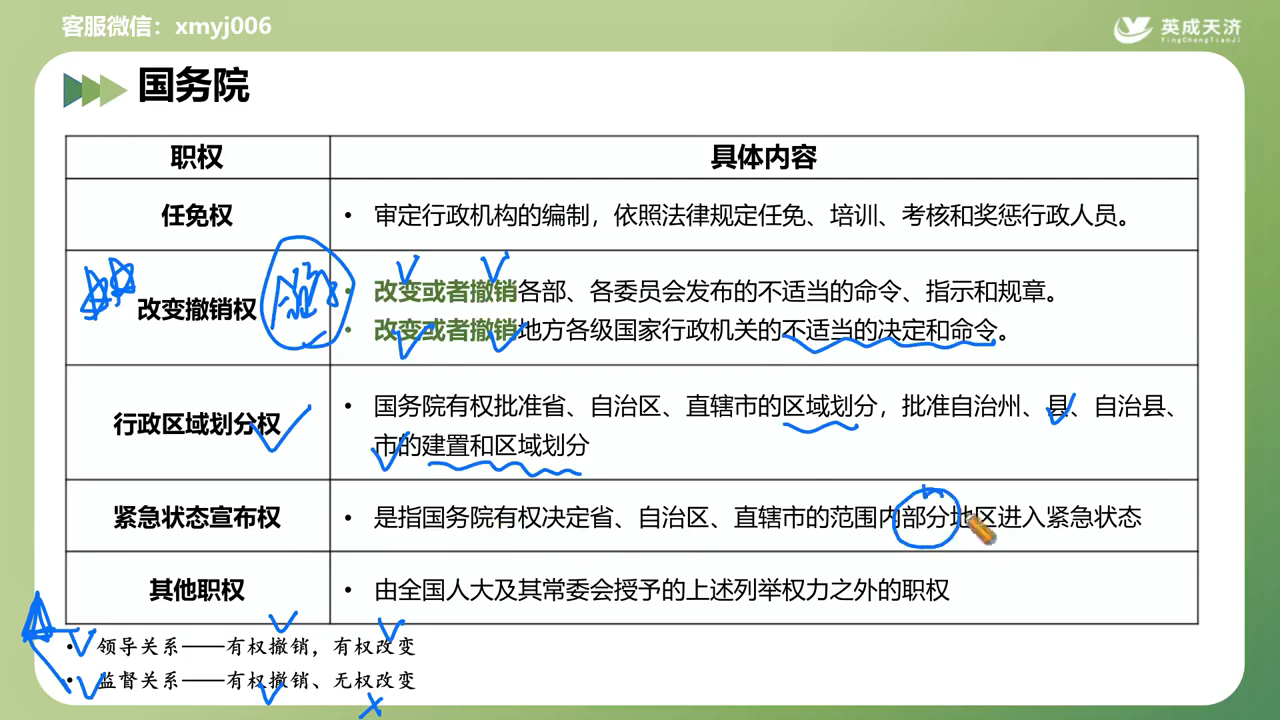 客服微信：xmyj006
英成天济
YingChengTianJi
国务院
职权
具体内容
任免权
• 审定行政机构的编制，依照法律规定任免、培训、考核和奖惩行政人员。
改变撤销权
• 改变或者撤销各部、各委员会发布的不适当的命令、指示和规章。
• 改变或者撤销地方各级国家行政机关的不适当的决定和命令。
行政区域划分权
• 国务院有权批准省、自治区、直辖市的区域划分，批准自治州、县、自治县、
市的建置和区域划分
紧急状态宣布权
• 是指国务院有权决定省、自治区、直辖市的范围内部分地区进入紧急状态
其他职权
• 由全国人大及其常委会授予的上述列举权力之外的职权
• 领导关系——有权撤销，有权改变
• 监督关系——有权撤销、无权改变